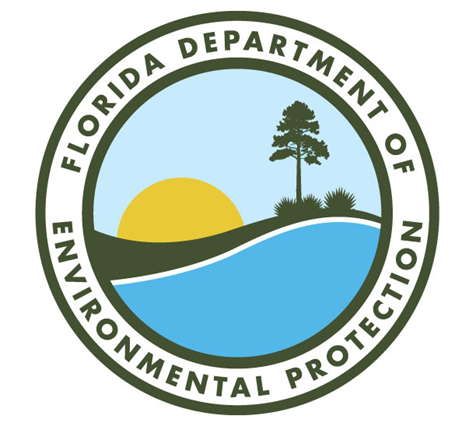 FLORIDA DEPARTMENT OF
ENVIRONMENTAL PROTECTION